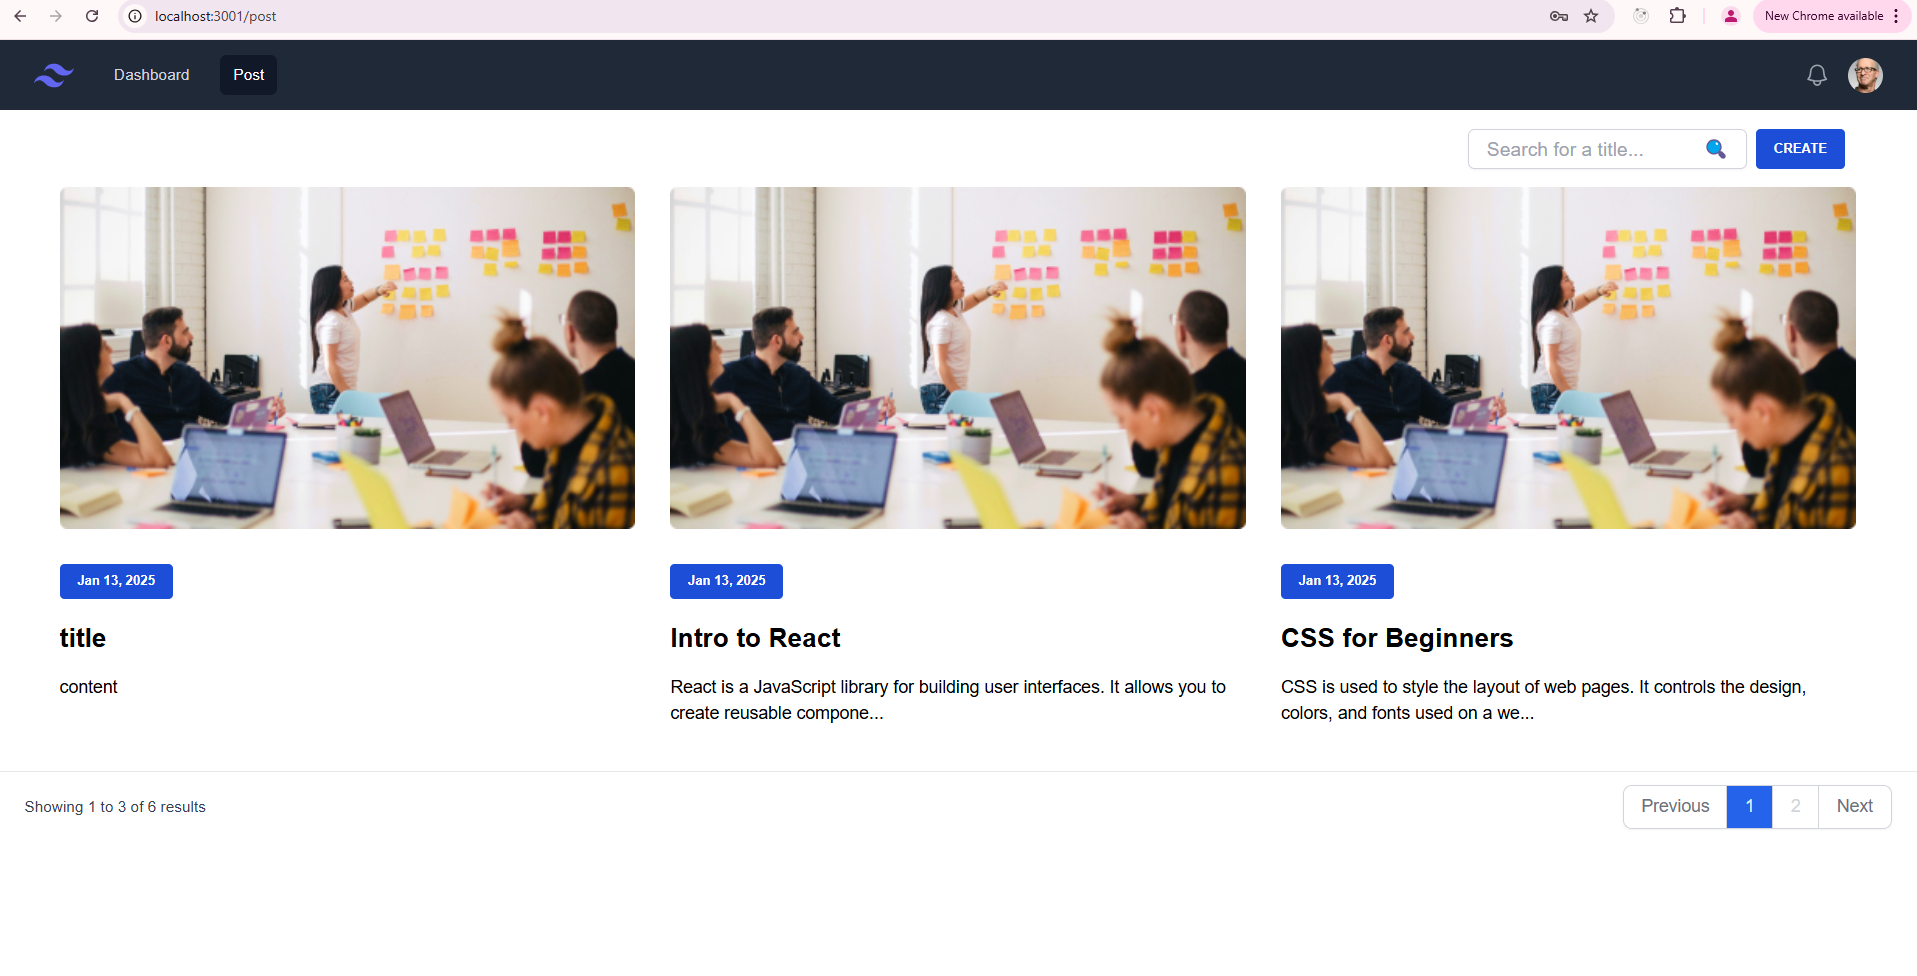 localhost:3001/post
New Chrome available
Dashboard
Post
Search for a title...
CREATE
Jan 13, 2025
title
content
Jan 13, 2025
Intro to React
React is a JavaScript library for building user interfaces. It allows you to
create reusable compone...
Jan 13, 2025
CSS for Beginners
CSS is used to style the layout of web pages. It controls the design,
colors, and fonts used on a we...
Showing 1 to 3 of 6 results
Previous
1
2
Next